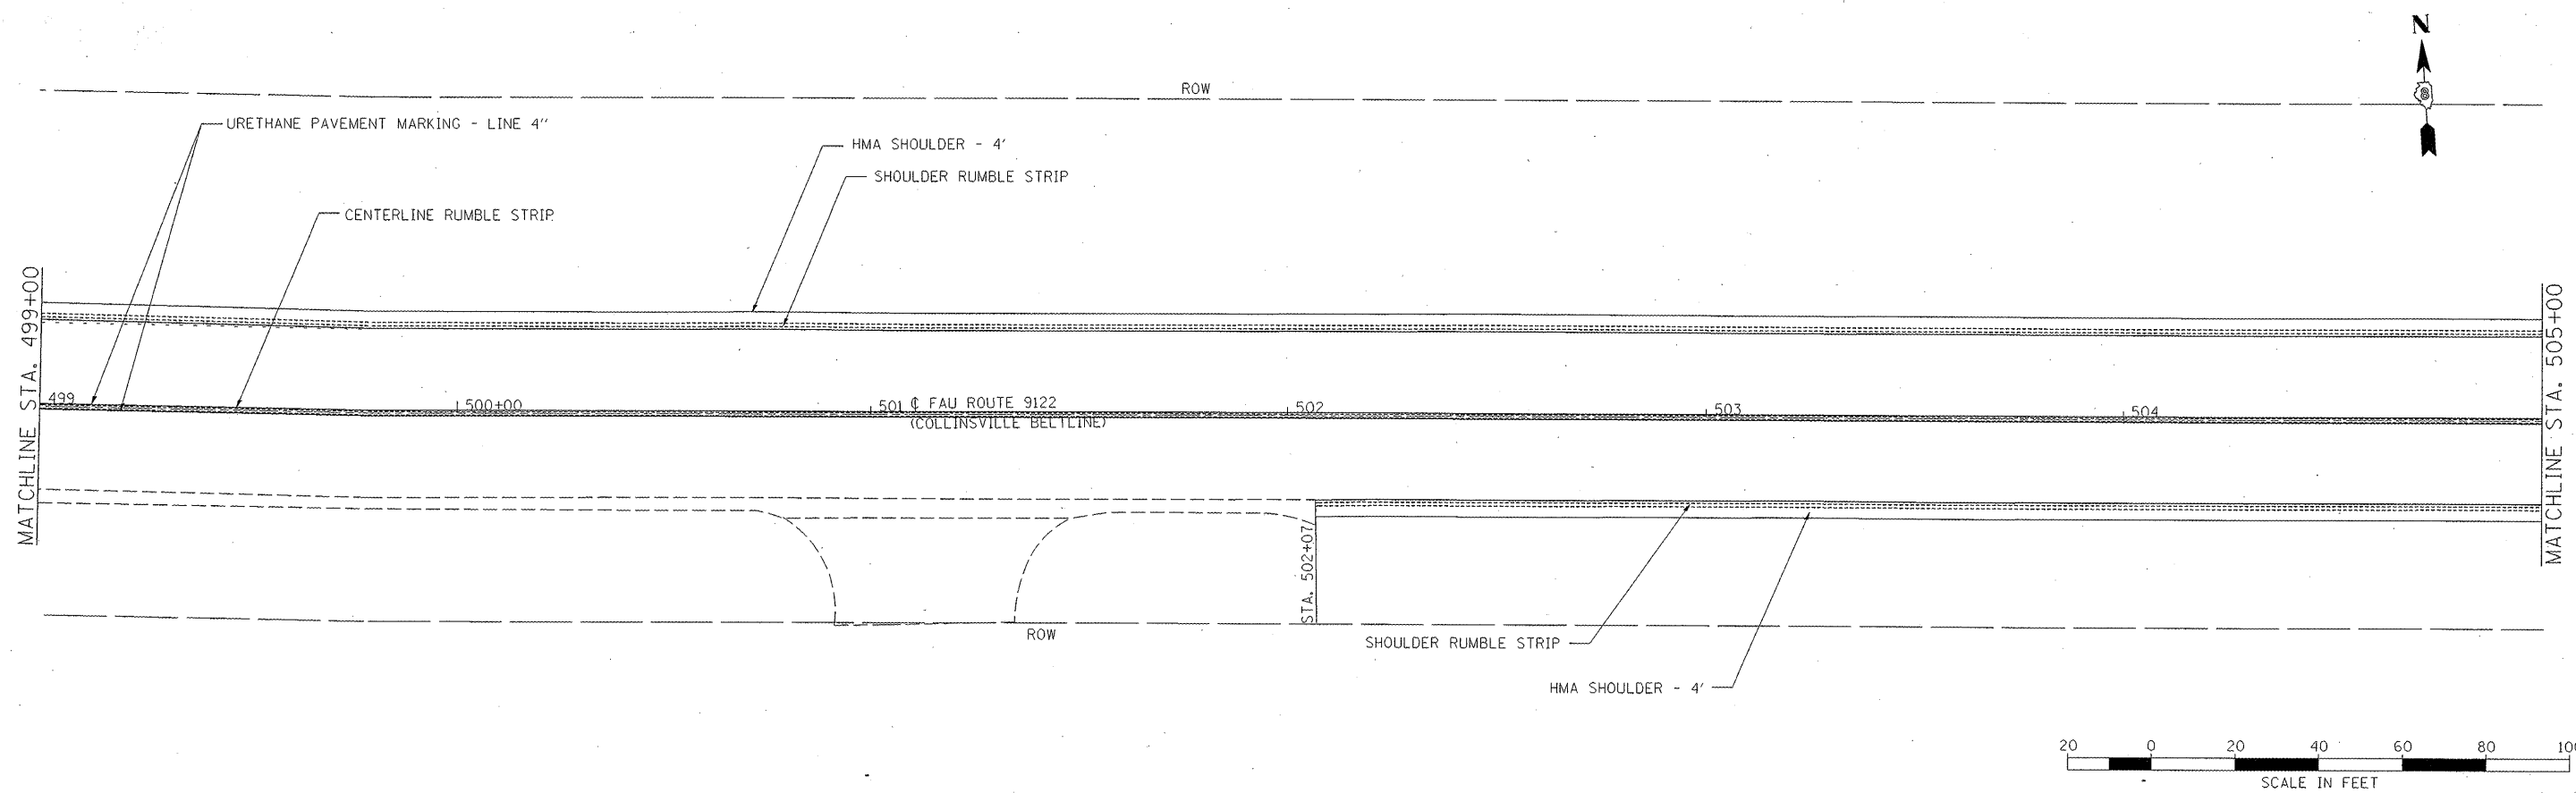 N
8
ROW
URETHANE PAVEMENT MARKING - LINE 4"
HMA SHOULDER - 4'
SHOULDER RUMBLE STRIP
CENTERLINE RUMBLE STRIP
MATCHLINE STA. 499+00
MATCHLINE STA. 505+00
499
500+00
501
℄ FAU ROUTE 9122
(COLLINSVILLE BELTLINE)
502
503
504
STA. 502+07
ROW
SHOULDER RUMBLE STRIP
HMA SHOULDER - 4'
20 0 20 40 60 80 100
SCALE IN FEET